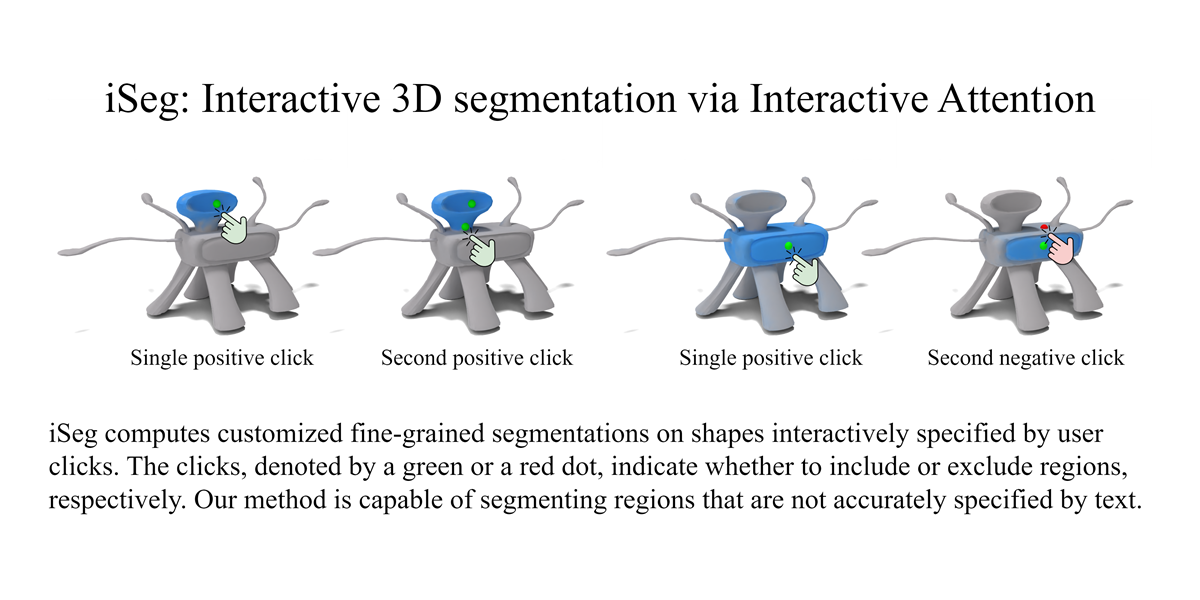 iSeg: Interactive 3D segmentation via Interactive Attention
Single positive click
Second positive click
Single positive click
Second negative click
iSeg computes customized fine-grained segmentations on shapes interactively specified by user
clicks. The clicks, denoted by a green or a red dot, indicate whether to include or exclude regions,
respectively. Our method is capable of segmenting regions that are not accurately specified by text.